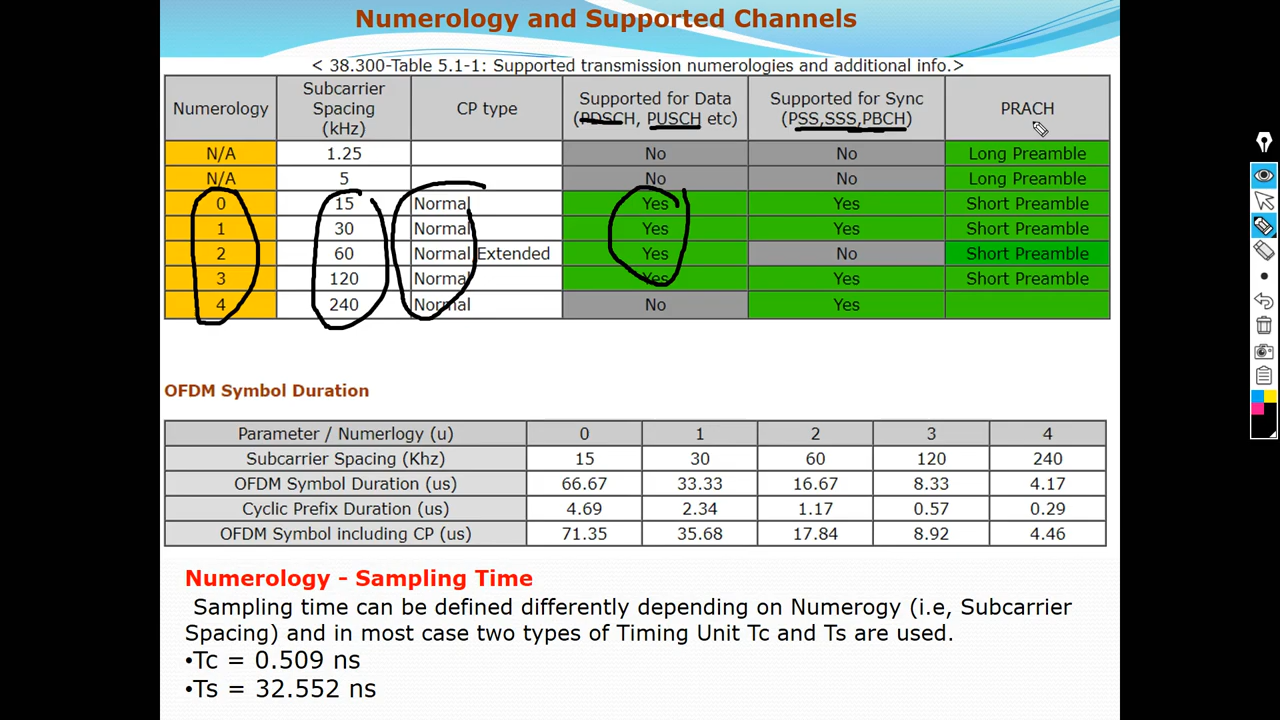 Numerology and Supported Channels
< 38.300-Table 5.1-1: Supported transmission numerologies and additional info.>
Numerology Subcarrier Spacing (kHz) CP type Supported for Data (PDSCH, PUSCH etc) Supported for Sync (PSS,SSS,PBCH) PRACH
N/A 1.25 No No Long Preamble
N/A 5 No No Long Preamble
0 15 Normal Yes Yes Short Preamble
1 30 Normal Yes Yes Short Preamble
2 60 Normal Extended Yes No Short Preamble
3 120 Normal Yes Yes Short Preamble
4 240 Normal No Yes
OFDM Symbol Duration
Parameter / Numerlogy (u) 0 1 2 3 4
Subcarrier Spacing (Khz) 15 30 60 120 240
OFDM Symbol Duration (us) 66.67 33.33 16.67 8.33 4.17
Cyclic Prefix Duration (us) 4.69 2.34 1.17 0.57 0.29
OFDM Symbol including CP (us) 71.35 35.68 17.84 8.92 4.46
Numerology - Sampling Time
Sampling time can be defined differently depending on Numerogy (i.e, Subcarrier
Spacing) and in most case two types of Timing Unit Tc and Ts are used.
•Tc = 0.509 ns
•Ts = 32.552 ns